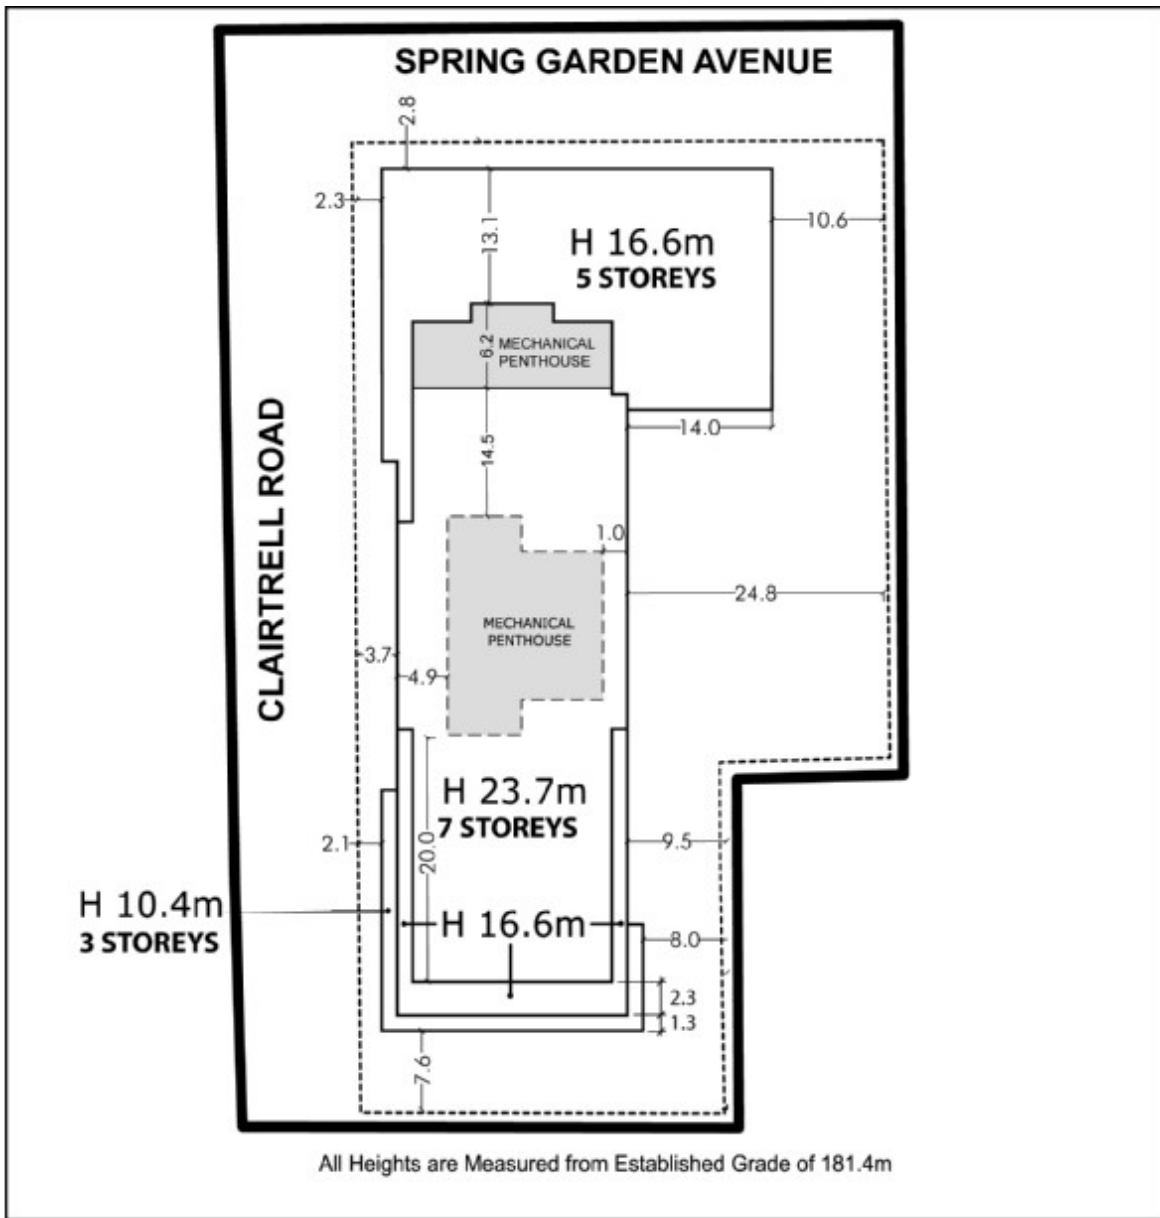 SPRING GARDEN AVENUE
2.8
2.3
13.1
10.6
H 16.6m
5 STOREYS
6.2
MECHANICAL
PENTHOUSE
14.0
14.5
CLAIRTRELL ROAD
1.0
24.8
MECHANICAL
PENTHOUSE
3.7
4.9
H 23.7m
7 STOREYS
2.1
20.0
9.5
H 10.4m
3 STOREYS
H 16.6m
8.0
2.3
1.3
7.6
All Heights are Measured from Established Grade of 181.4m